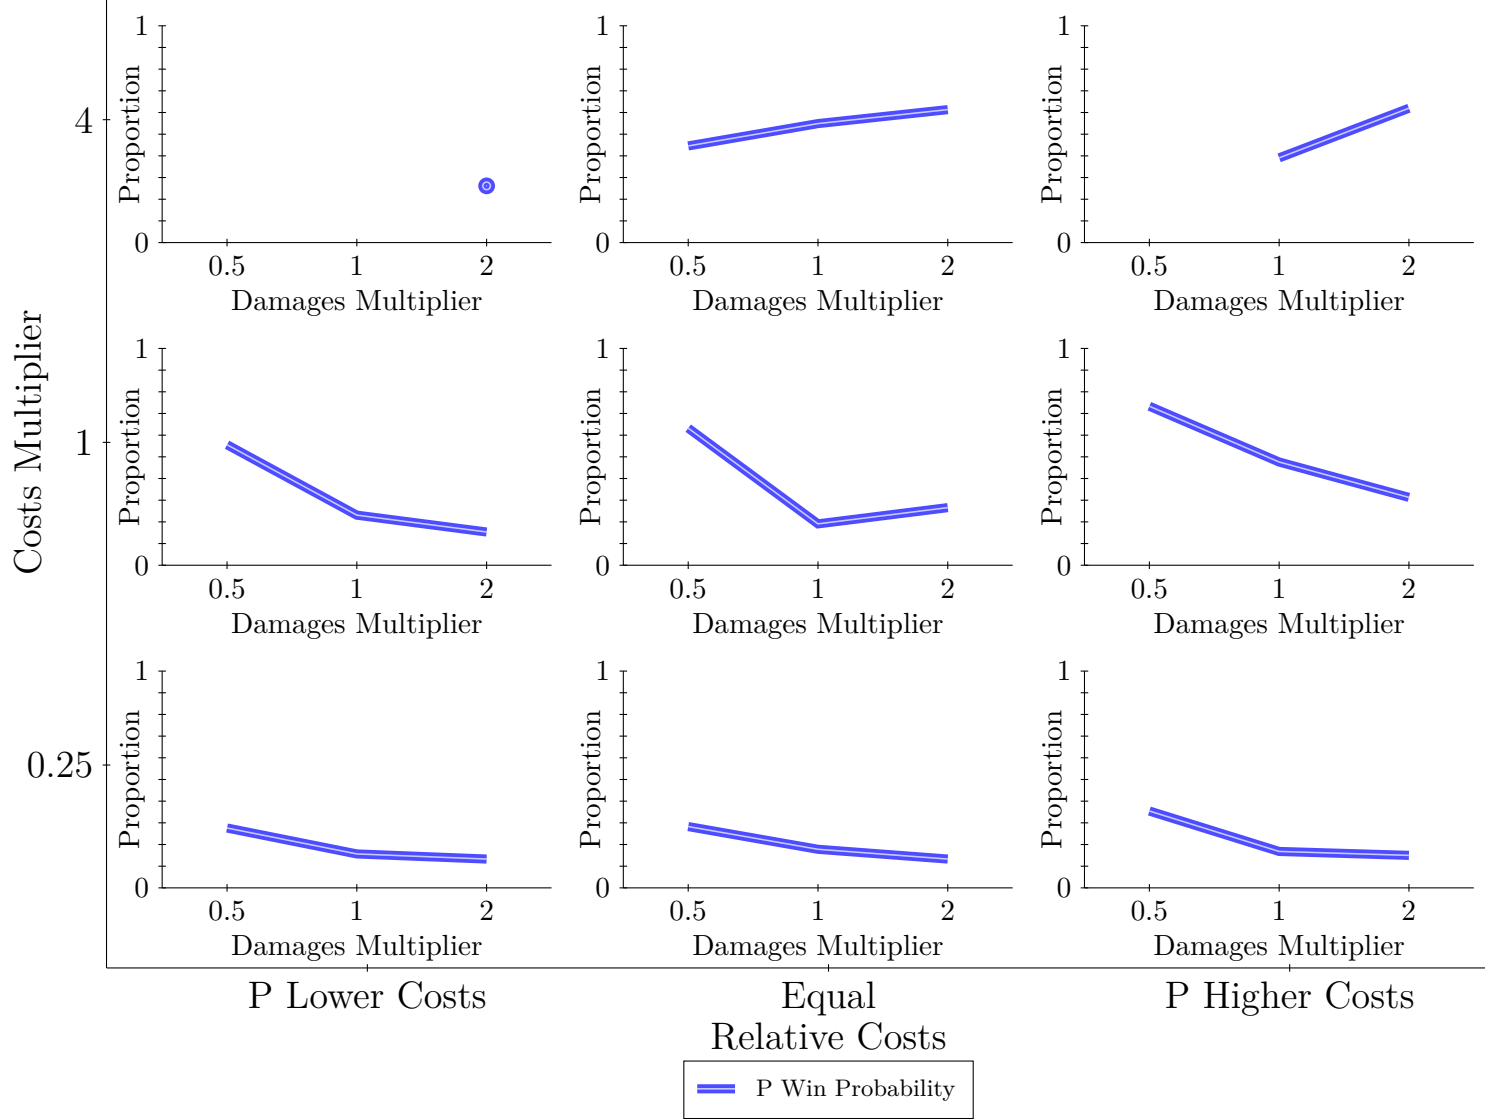 Costs Multiplier
4
1
Proportion
0
0.5 1 2
Damages Multiplier
1
Proportion
0
0.5 1 2
Damages Multiplier
1
Proportion
0
0.5 1 2
Damages Multiplier
1
1
Proportion
0
0.5 1 2
Damages Multiplier
1
Proportion
0
0.5 1 2
Damages Multiplier
1
Proportion
0
0.5 1 2
Damages Multiplier
0.25
1
Proportion
0
0.5 1 2
Damages Multiplier
1
Proportion
0
0.5 1 2
Damages Multiplier
1
Proportion
0
0.5 1 2
Damages Multiplier
P Lower Costs
Equal
P Higher Costs
Relative Costs
P Win Probability